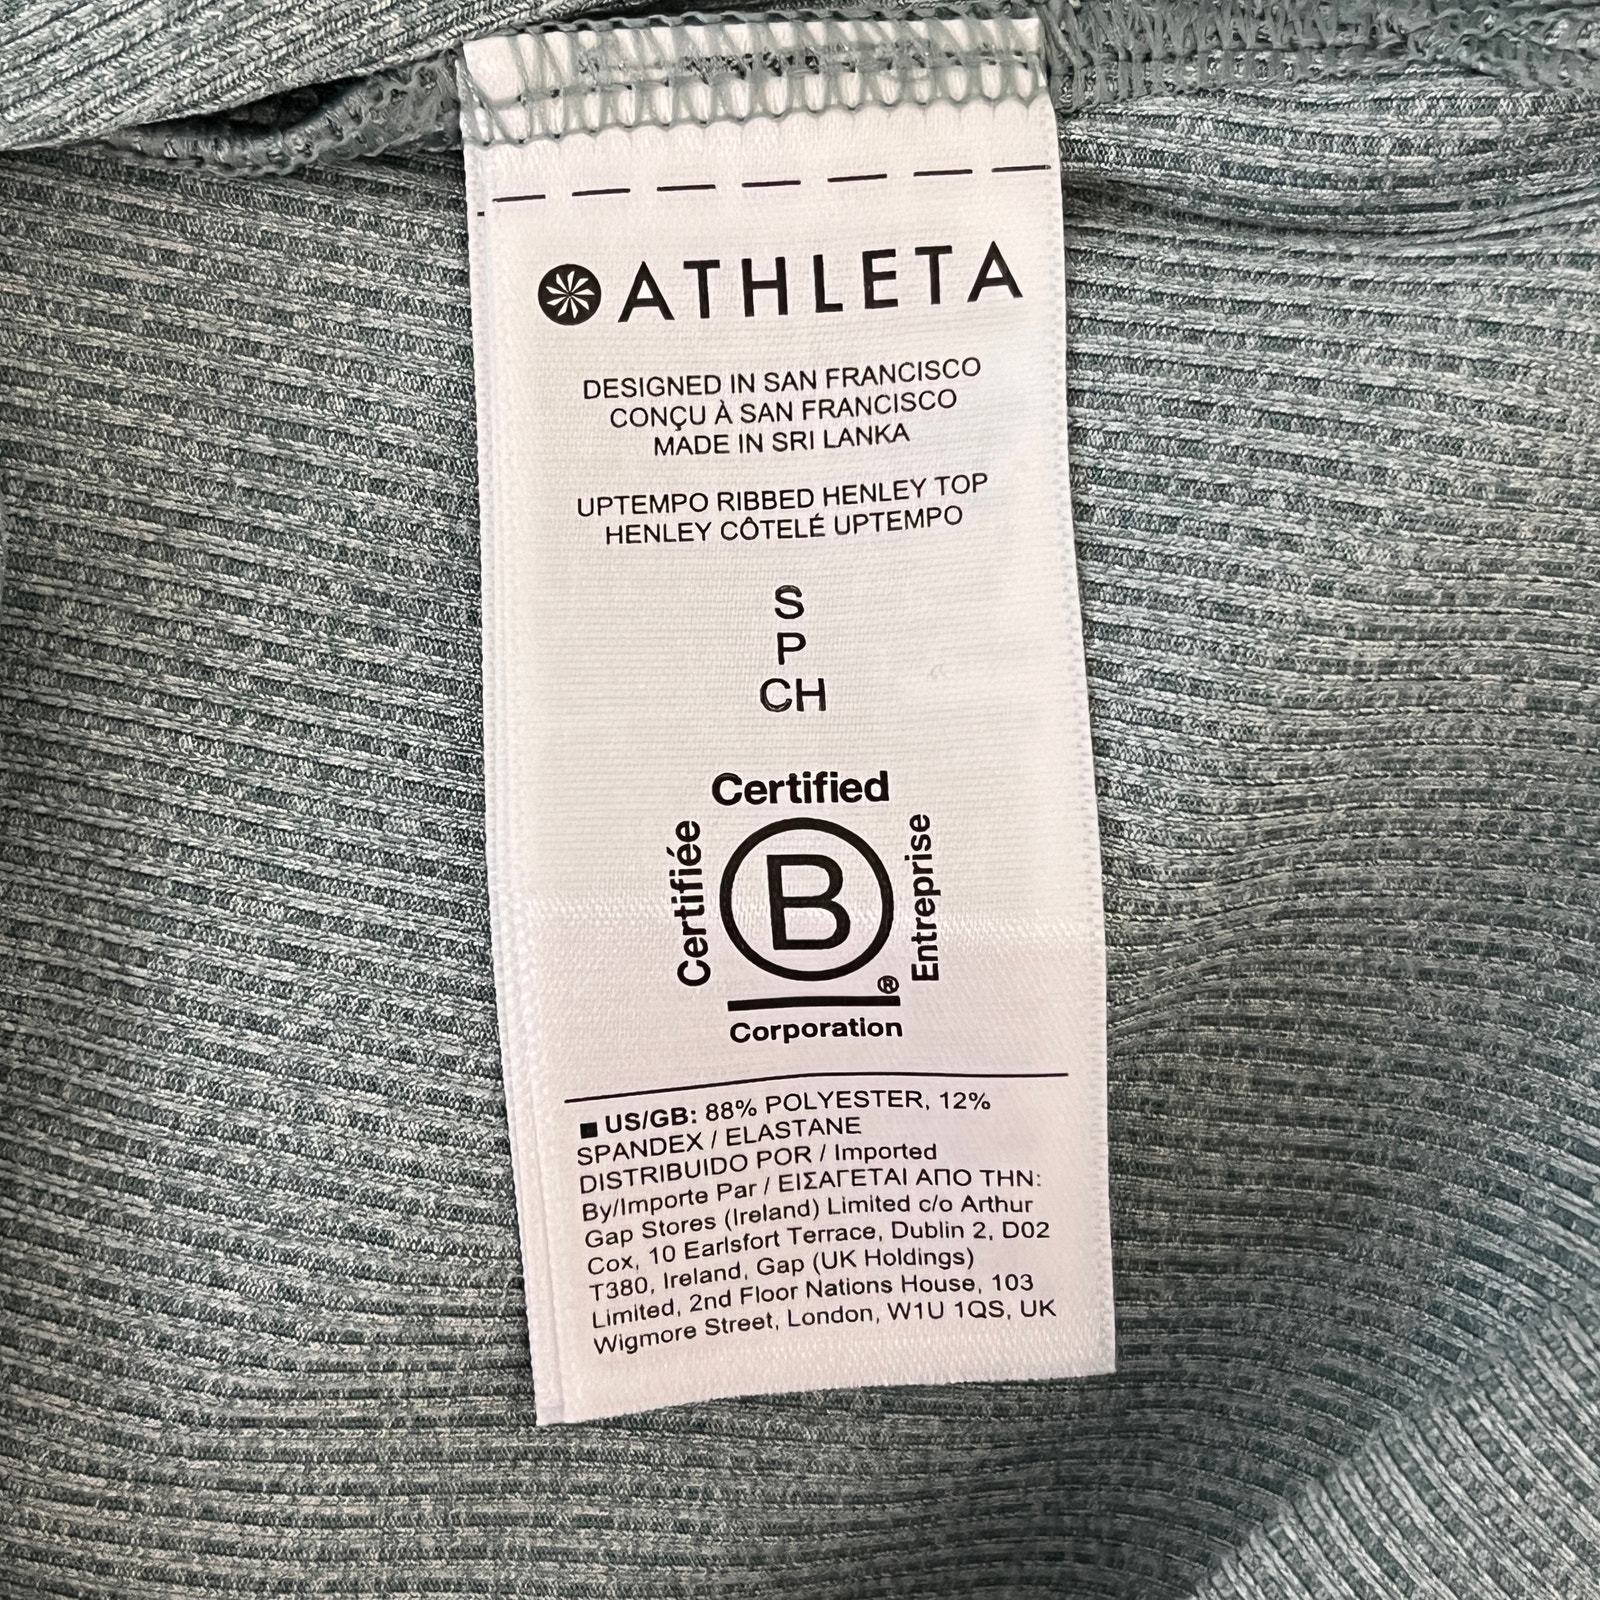 ATHLETA
DESIGNED IN SAN FRANCISCO
CONÇU À SAN FRANCISCO
MADE IN SRI LANKA
UPTEMPO RIBBED HENLEY TOP
HENLEY CÔTELÉ UPTEMPO
S
P
CH
Certified
Certifiée
B
Entreprise
®
Corporation
■ US/GB: 88% POLYESTER, 12%
SPANDEX / ELASTANE
DISTRIBUIDO POR / Imported
By/Importe Par / ΕΙΣΑΓΕΤΑΙ ΑΠΟ ΤΗΝ:
Gap Stores (Ireland) Limited c/o Arthur
Cox, 10 Earlsfort Terrace, Dublin 2, D02
T380, Ireland, Gap (UK Holdings)
Limited, 2nd Floor Nations House, 103
Wigmore Street, London, W1U 1QS, UK